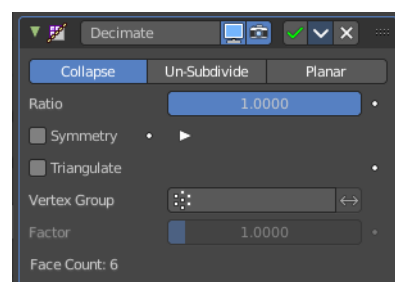 Decimate
Collapse Un-Subdivide Planar
Ratio 1.0000
Symmetry
Triangulate
Vertex Group
Factor 1.0000
Face Count: 6